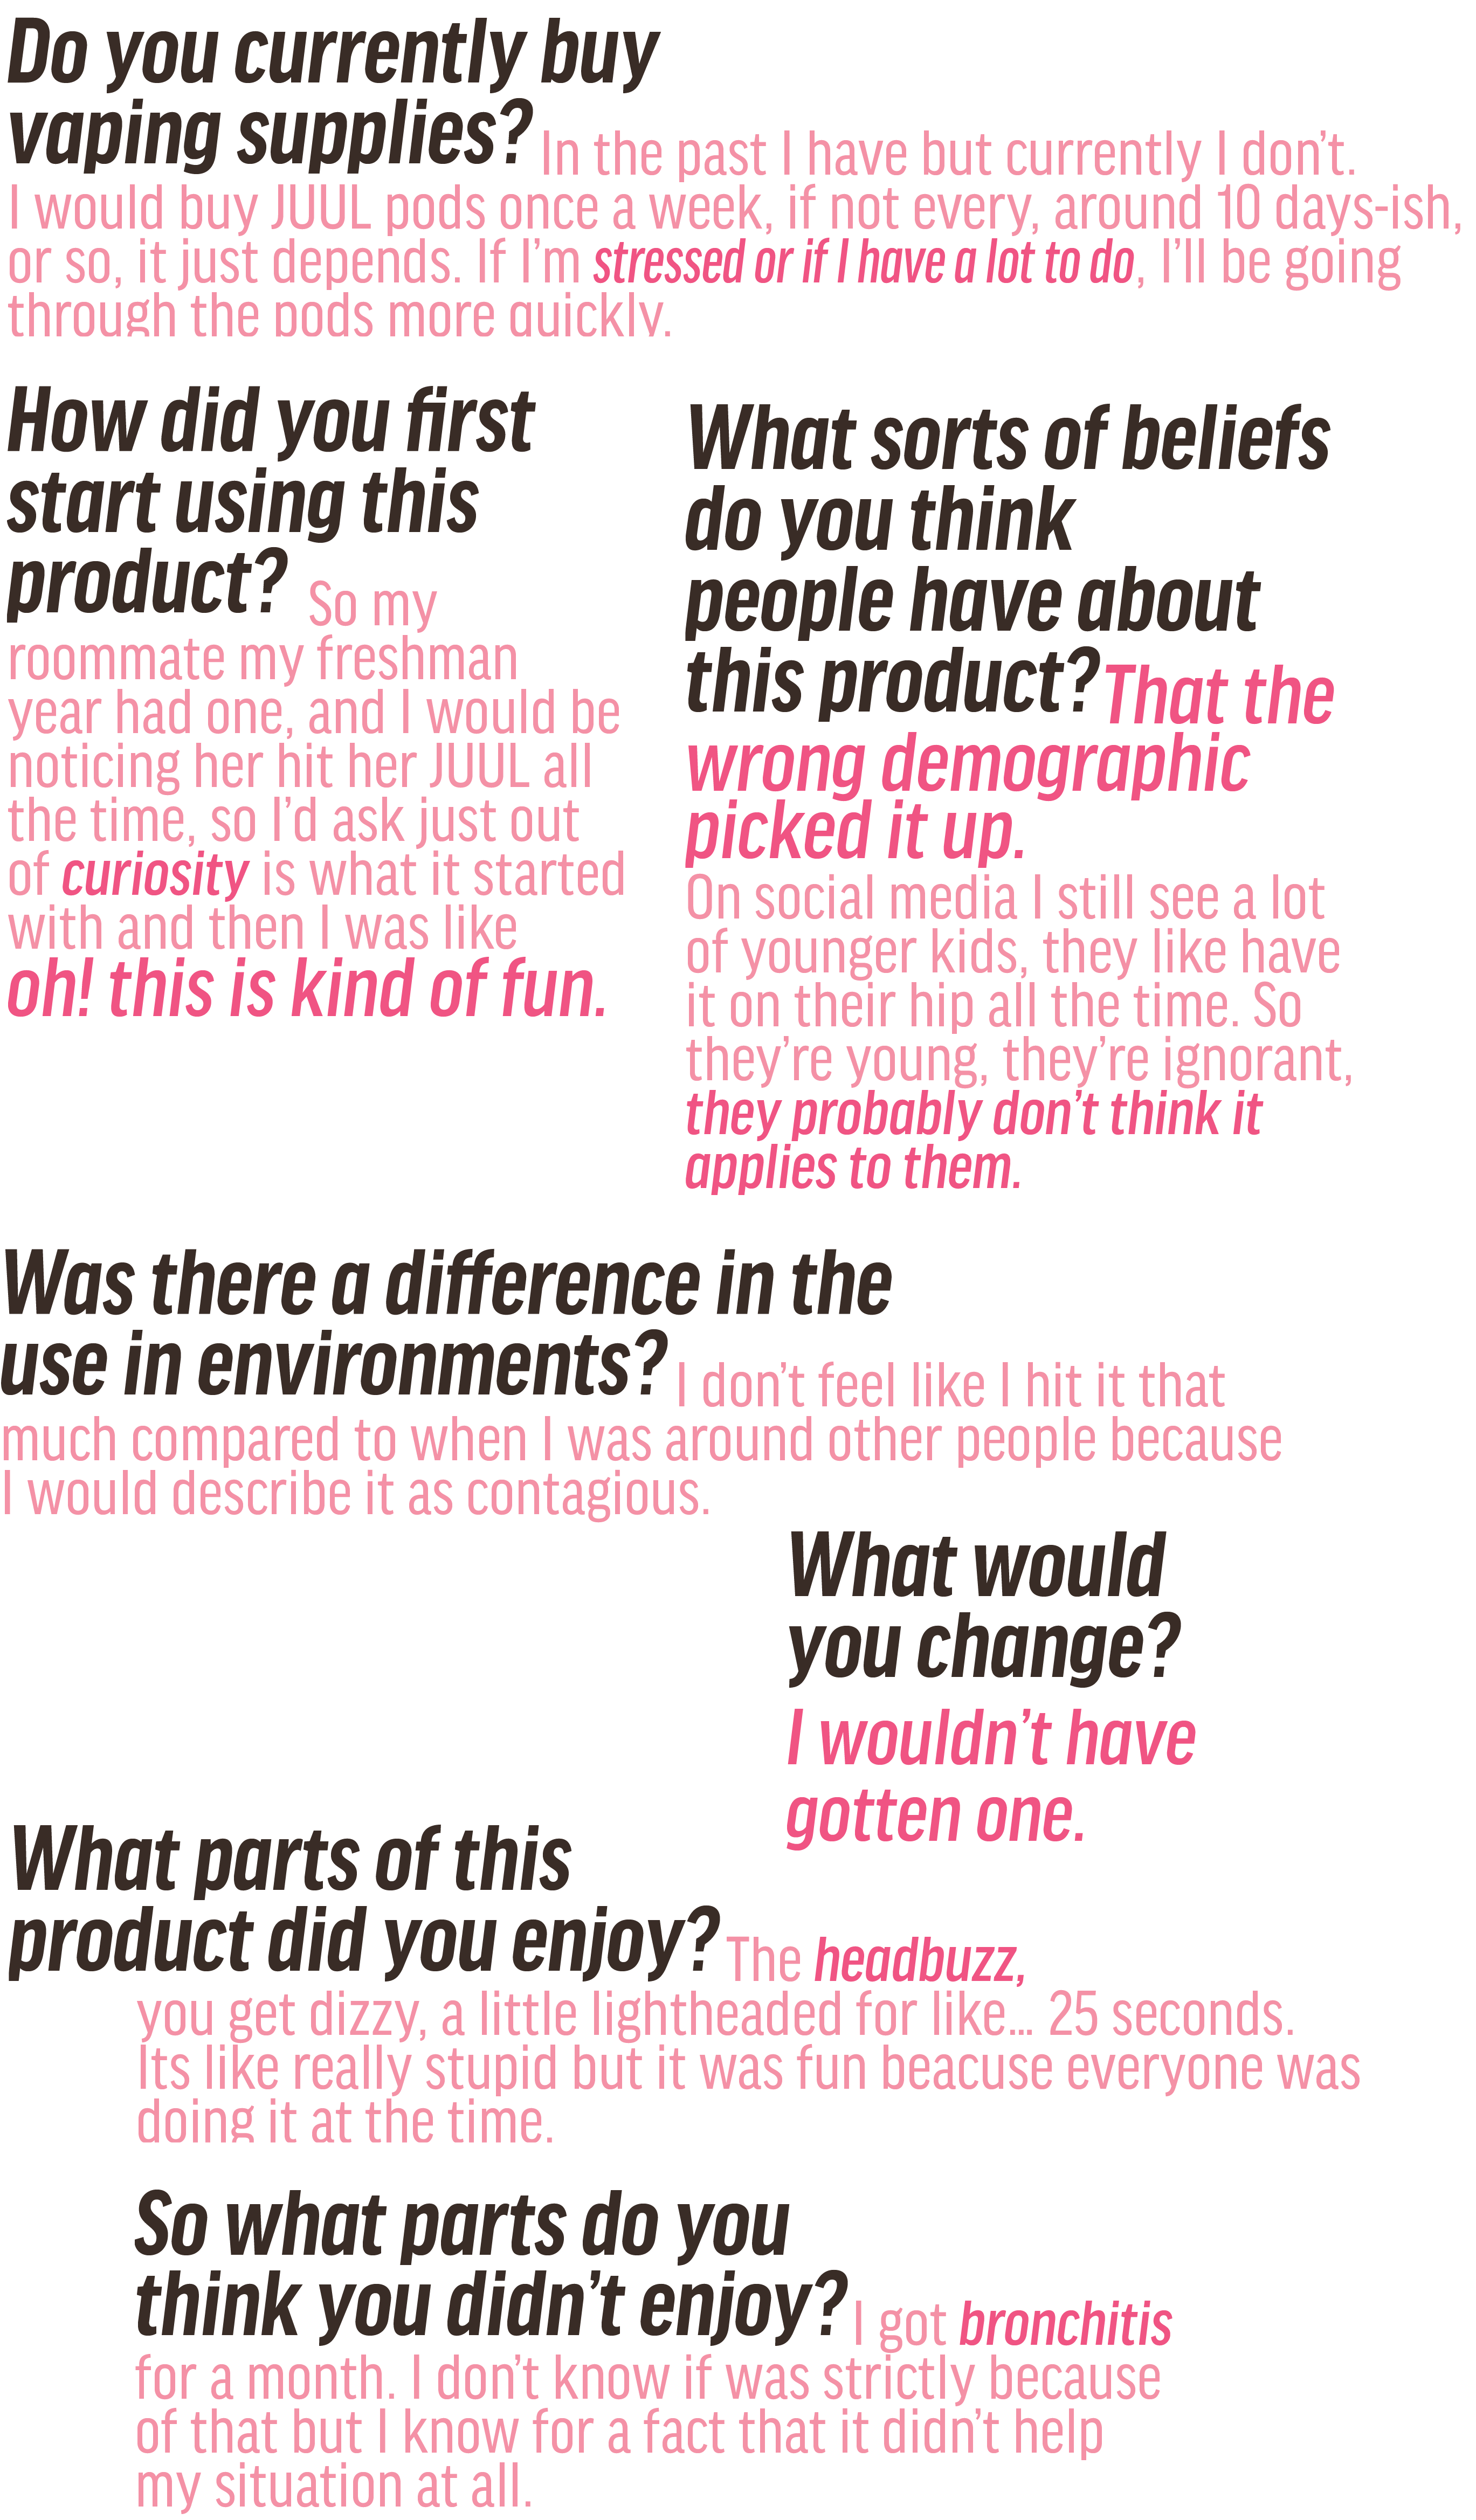 Do you currently buy
vaping supplies? In the past I have but currently I don't.
I would buy JUUL pods once a week, if not every, around 10 days-ish,
or so, it just depends. If I'm stressed or if I have a lot to do, I'll be going
through the pods more quickly.
How did you first
start using this
product? So my
roommate my freshman
year had one, and I would be
noticing her hit her JUUL all
the time, so I'd ask just out
of curiosity is what it started
with and then I was like
oh! this is kind of fun.
What sorts of beliefs
do you think
people have about
this product? That the
wrong demographic
picked it up.
On social media I still see a lot
of younger kids, they like have
it on their hip all the time. So
they're young, they're ignorant,
they probably don't think it
applies to them.
Was there a difference in the
use in environments? I don't feel like I hit it that
much compared to when I was around other people because
I would describe it as contagious.
What would
you change?
I wouldn't have
gotten one.
What parts of this
product did you enjoy? The headbuzz,
you get dizzy, a little lightheaded for like... 25 seconds.
Its like really stupid but it was fun beacuse everyone was
doing it at the time.
So what parts do you
think you didn't enjoy? I got bronchitis
for a month. I don't know if was strictly because
of that but I know for a fact that it didn't help
my situation at all.